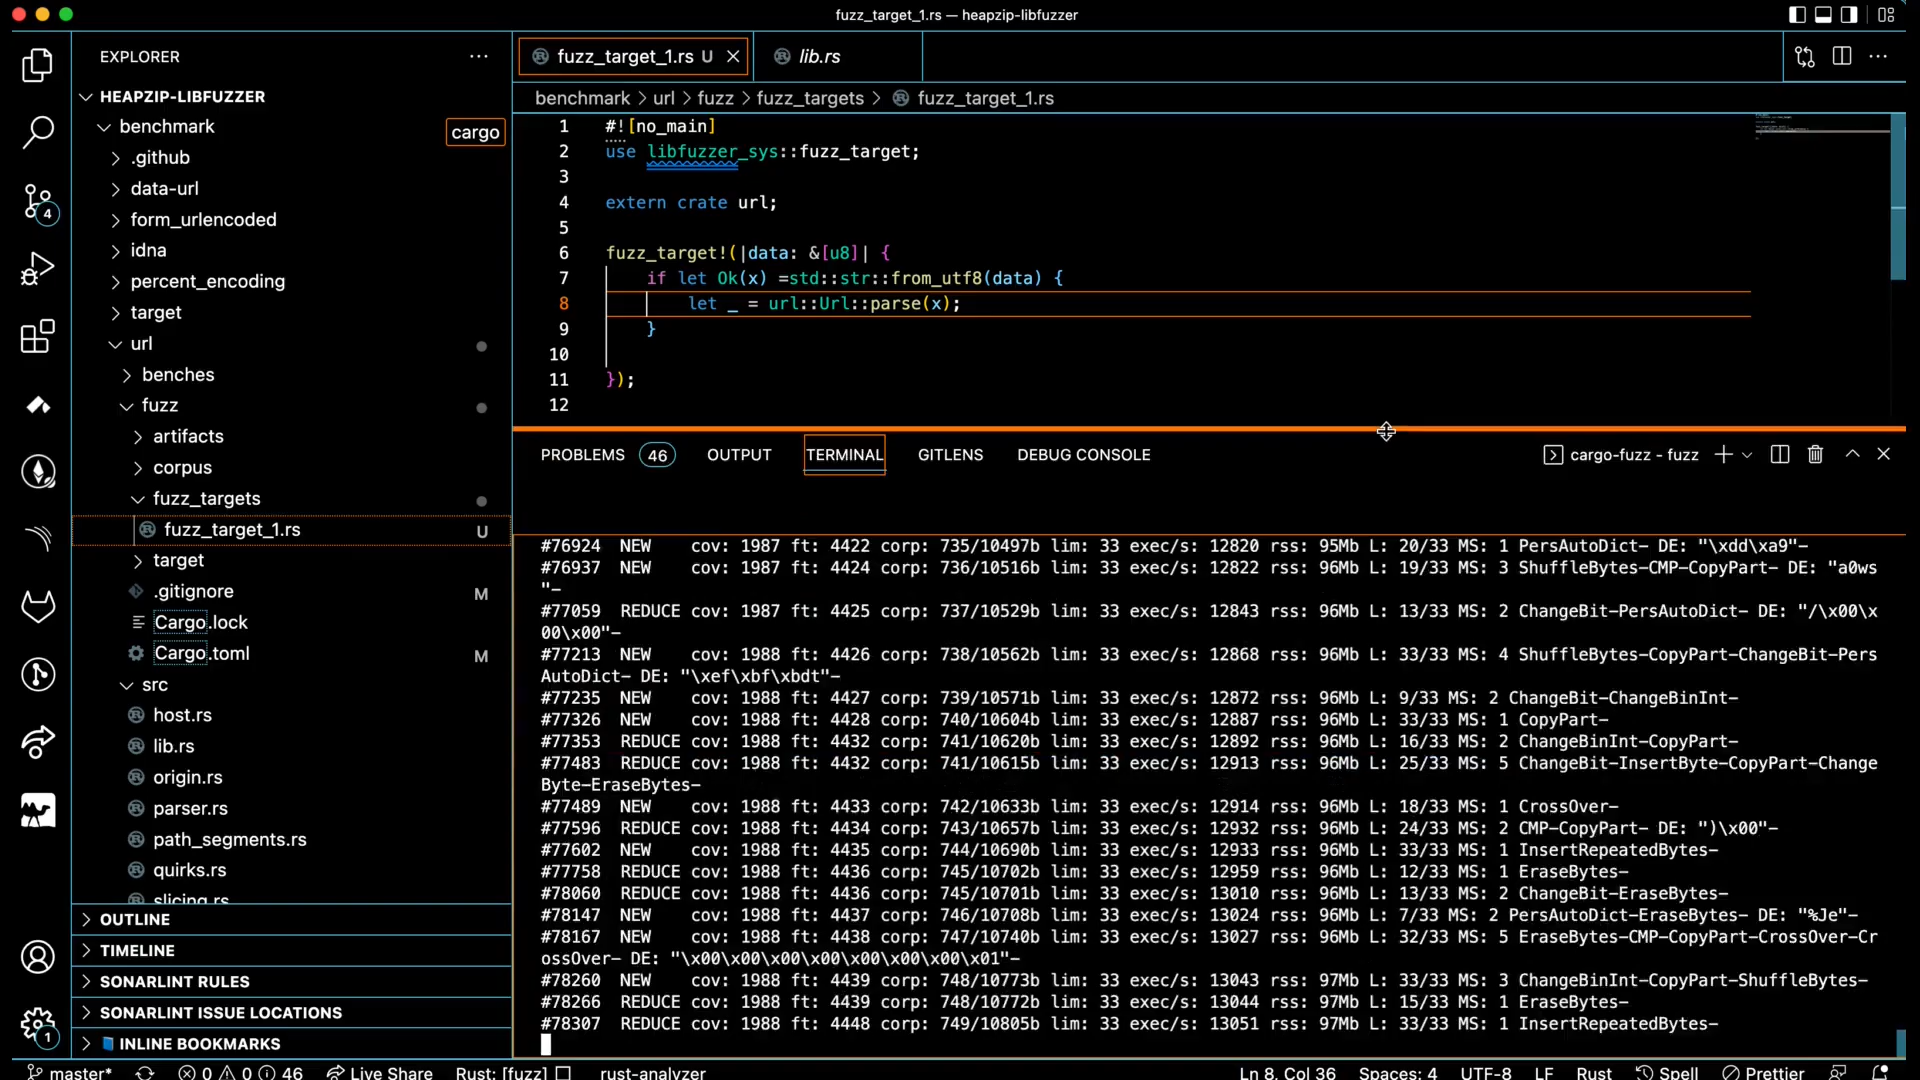 fuzz_target_1.rs — heapzip-libfuzzer
EXPLORER
HEAPZIP-LIBFUZZER
benchmark
cargo
.github
data-url
form_urlencoded
idna
percent_encoding
target
url
benches
fuzz
artifacts
corpus
fuzz_targets
fuzz_target_1.rs U
target
.gitignore M
Cargo.lock
Cargo.toml M
src
host.rs
lib.rs
origin.rs
parser.rs
path_segments.rs
quirks.rs
slicing.rs
OUTLINE
TIMELINE
SONARLINT RULES
SONARLINT ISSUE LOCATIONS
INLINE BOOKMARKS
4
1
fuzz_target_1.rs U
lib.rs
benchmark > url > fuzz > fuzz_targets > fuzz_target_1.rs
1 #![no_main]
2 use libfuzzer_sys::fuzz_target;
3
4 extern crate url;
5
6 fuzz_target!(|data: &[u8]| {
7 if let Ok(x) =std::str::from_utf8(data) {
8 let _ = url::Url::parse(x);
9 }
10
11 });
12
PROBLEMS 46 OUTPUT TERMINAL GITLENS DEBUG CONSOLE
cargo-fuzz - fuzz
#76924 NEW cov: 1987 ft: 4422 corp: 735/10497b lim: 33 exec/s: 12820 rss: 95Mb L: 20/33 MS: 1 PersAutoDict- DE: "\xdd\xa9"-
#76937 NEW cov: 1987 ft: 4424 corp: 736/10516b lim: 33 exec/s: 12822 rss: 96Mb L: 19/33 MS: 3 ShuffleBytes-CMP-CopyPart- DE: "a0ws
"-
#77059 REDUCE cov: 1987 ft: 4425 corp: 737/10529b lim: 33 exec/s: 12843 rss: 96Mb L: 13/33 MS: 2 ChangeBit-PersAutoDict- DE: "/\x00\x
00\x00"-
#77213 NEW cov: 1988 ft: 4426 corp: 738/10562b lim: 33 exec/s: 12868 rss: 96Mb L: 33/33 MS: 4 ShuffleBytes-CopyPart-ChangeBit-Pers
AutoDict- DE: "\xef\xbf\xbdt"-
#77235 NEW cov: 1988 ft: 4427 corp: 739/10571b lim: 33 exec/s: 12872 rss: 96Mb L: 9/33 MS: 2 ChangeBit-ChangeBinInt-
#77326 NEW cov: 1988 ft: 4428 corp: 740/10604b lim: 33 exec/s: 12887 rss: 96Mb L: 33/33 MS: 1 CopyPart-
#77353 REDUCE cov: 1988 ft: 4432 corp: 741/10620b lim: 33 exec/s: 12892 rss: 96Mb L: 16/33 MS: 2 ChangeBinInt-CopyPart-
#77483 REDUCE cov: 1988 ft: 4432 corp: 741/10615b lim: 33 exec/s: 12913 rss: 96Mb L: 25/33 MS: 5 ChangeBit-InsertByte-CopyPart-Change
Byte-EraseBytes-
#77489 NEW cov: 1988 ft: 4433 corp: 742/10633b lim: 33 exec/s: 12914 rss: 96Mb L: 18/33 MS: 1 CrossOver-
#77596 REDUCE cov: 1988 ft: 4434 corp: 743/10657b lim: 33 exec/s: 12932 rss: 96Mb L: 24/33 MS: 2 CMP-CopyPart- DE: ")\x00"-
#77602 NEW cov: 1988 ft: 4435 corp: 744/10690b lim: 33 exec/s: 12933 rss: 96Mb L: 33/33 MS: 1 InsertRepeatedBytes-
#77758 REDUCE cov: 1988 ft: 4436 corp: 745/10702b lim: 33 exec/s: 12959 rss: 96Mb L: 12/33 MS: 1 EraseBytes-
#78060 REDUCE cov: 1988 ft: 4436 corp: 745/10701b lim: 33 exec/s: 13010 rss: 96Mb L: 13/33 MS: 2 ChangeBit-EraseBytes-
#78147 NEW cov: 1988 ft: 4437 corp: 746/10708b lim: 33 exec/s: 13024 rss: 96Mb L: 7/33 MS: 2 PersAutoDict-EraseBytes- DE: "%Je"-
#78167 NEW cov: 1988 ft: 4438 corp: 747/10740b lim: 33 exec/s: 13027 rss: 96Mb L: 32/33 MS: 5 EraseBytes-CMP-CopyPart-CrossOver-Cr
ossOver- DE: "\x00\x00\x00\x00\x00\x00\x00\x01"-
#78260 NEW cov: 1988 ft: 4439 corp: 748/10773b lim: 33 exec/s: 13043 rss: 97Mb L: 33/33 MS: 3 ChangeBinInt-CopyPart-ShuffleBytes-
#78266 REDUCE cov: 1988 ft: 4439 corp: 748/10772b lim: 33 exec/s: 13044 rss: 97Mb L: 15/33 MS: 1 EraseBytes-
#78307 REDUCE cov: 1988 ft: 4448 corp: 749/10805b lim: 33 exec/s: 13051 rss: 97Mb L: 33/33 MS: 1 InsertRepeatedBytes-
master* 0 0 46 Live Share Rust: [fuzz] rust-analyzer Ln 8, Col 36 Spaces: 4 UTF-8 LF Rust Spell Prettier